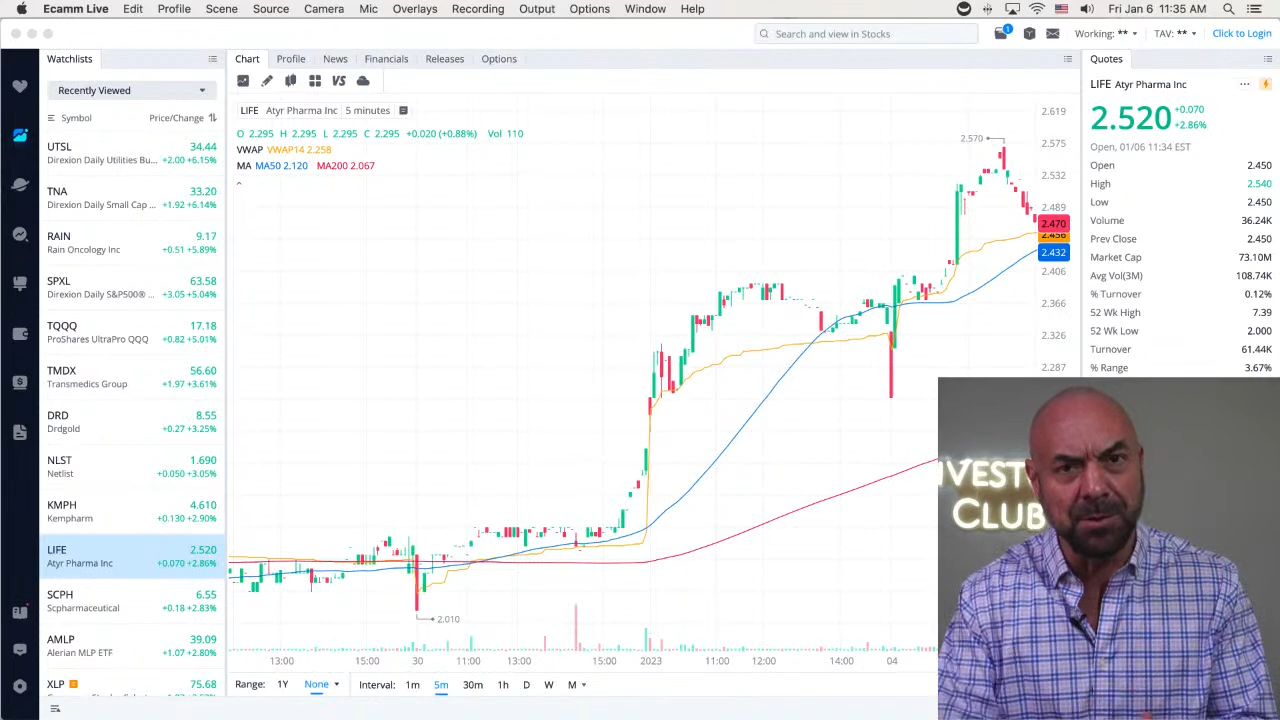 Ecamm Live Edit Profile Scene Source Camera Mic Overlays Recording Output Options Window Help Fri Jan 6 11:35 AM
Search and view in Stocks
1
Working: ** TAV: ** Click to Login
Watchlists
Recently Viewed
Symbol Price/Change
UTSL 34.44
Direxion Daily Utilities Bu... +2.00 +6.15%
TNA 33.20
Direxion Daily Small Cap ... +1.92 +6.14%
RAIN 9.17
Rain Oncology Inc +0.51 +5.89%
SPXL 63.58
Direxion Daily S&P500® ... +3.05 +5.04%
TQQQ 17.18
ProShares UltraPro QQQ +0.82 +5.01%
TMDX 56.60
Transmedics Group +1.97 +3.61%
DRD 8.55
Drdgold +0.27 +3.25%
NLST 1.690
Netlist +0.050 +3.05%
KMPH 4.610
Kempharm +0.130 +2.90%
LIFE 2.520
Atyr Pharma Inc +0.070 +2.86%
SCPH 6.55
Scpharmaceutical +0.18 +2.83%
AMLP 39.09
Alerian MLP ETF +1.07 +2.80%
XLP 75.68
Chart Profile News Financials Releases Options
VS
LIFE Atyr Pharma Inc 5 minutes
O 2.295 H 2.295 L 2.295 C 2.295 +0.020 (+0.88%) Vol 110
VWAP VWAP14 2.258
MA MA50 2.120 MA200 2.067
2.570
2.010
2.619
2.575
2.532
2.489
2.470
2.456
2.432
2.406
2.366
2.326
2.287
13:00 15:00 30 11:00 13:00 15:00 2023 11:00 12:00 14:00 04
Range: 1Y None Interval: 1m 5m 30m 1h D W M
Quotes
LIFE Atyr Pharma Inc
2.520 +0.070
+2.86%
Open, 01/06 11:34 EST
Open 2.450
High 2.540
Low 2.450
Volume 36.24K
Prev Close 2.450
Market Cap 73.10M
Avg Vol(3M) 108.74K
% Turnover 0.12%
52 Wk High 7.39
52 Wk Low 2.000
Turnover 61.44K
% Range 3.67%
CLUB